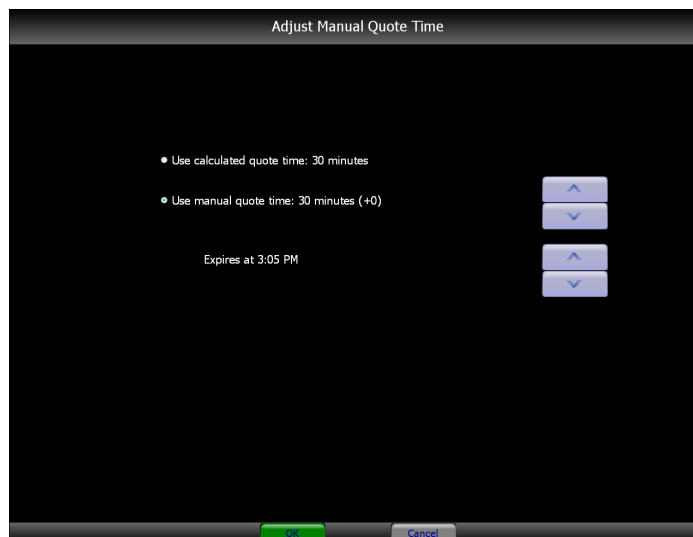 Adjust Manual Quote Time
Use calculated quote time: 30 minutes
Use manual quote time: 30 minutes (+0)
Expires at 3:05 PM
OK Cancel